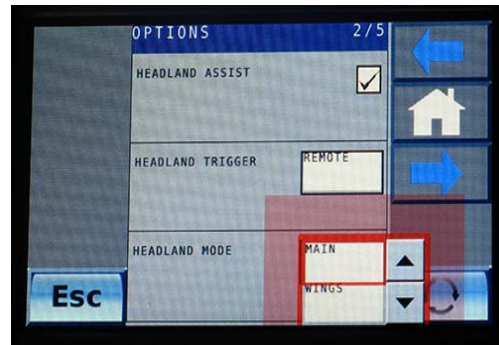 OPTIONS 2/5
HEADLAND ASSIST
HEADLAND TRIGGER REMOTE
HEADLAND MODE MAIN
WINGS
Esc